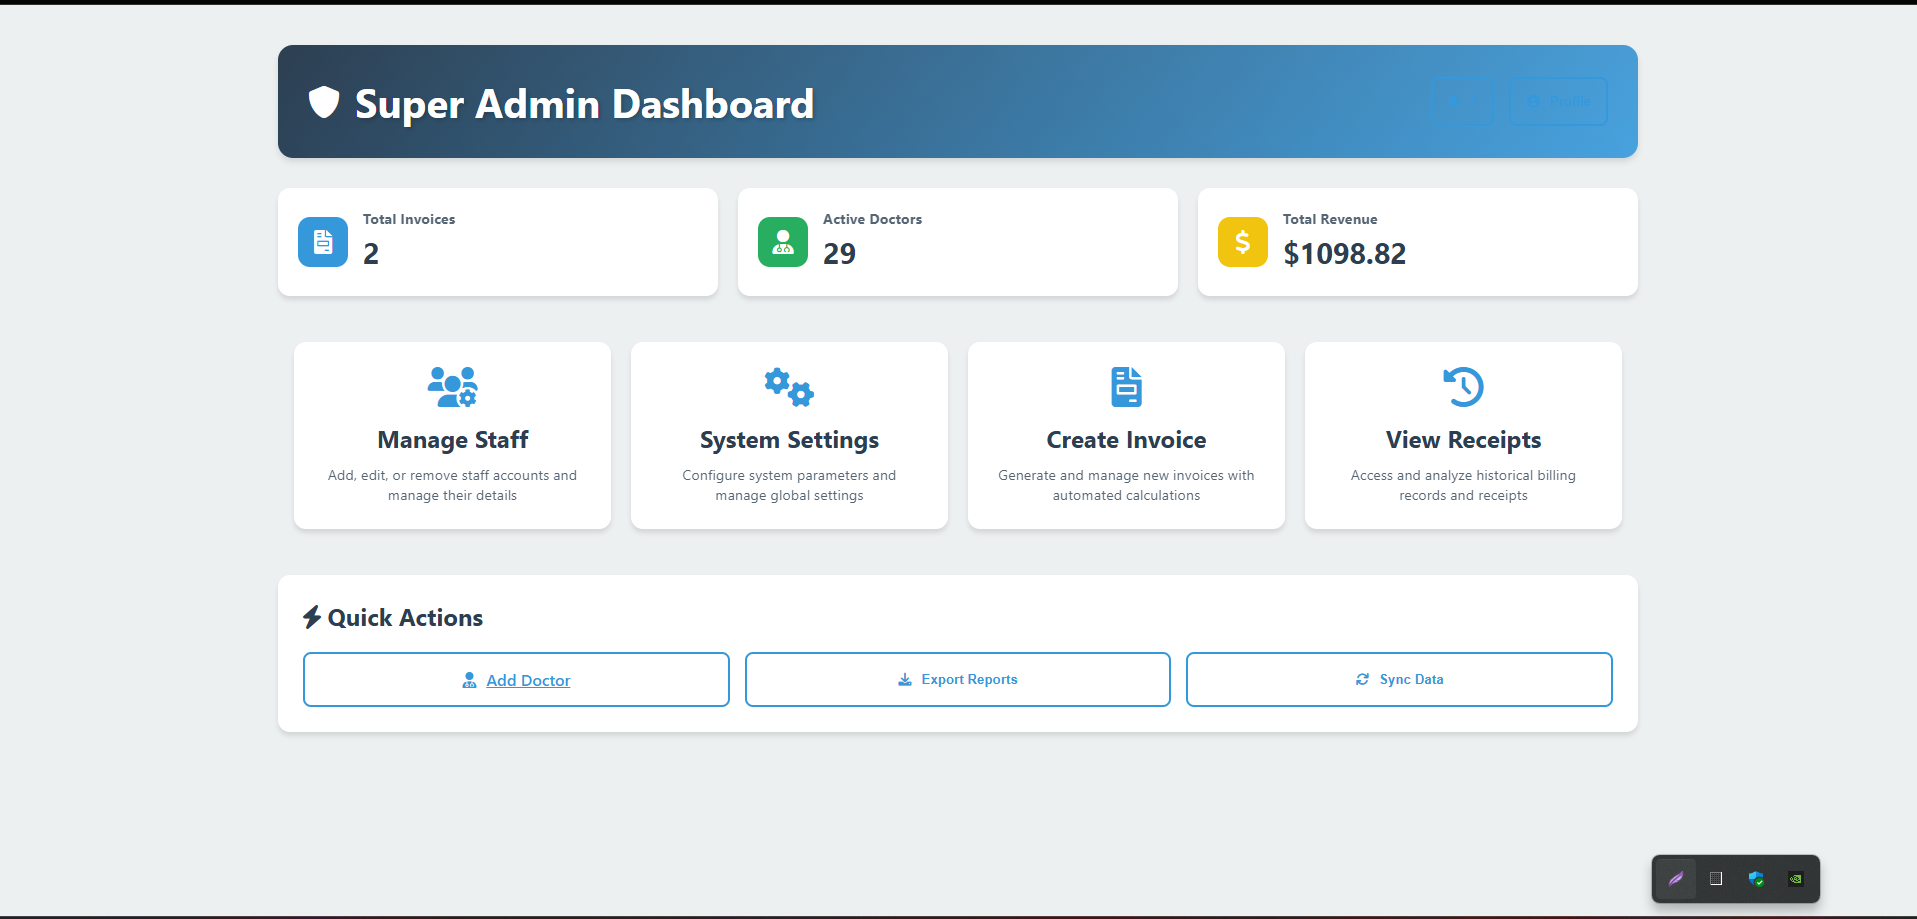 Super Admin Dashboard
Profile
Total Invoices
2
Active Doctors
29
Total Revenue
$1098.82
Manage Staff
Add, edit, or remove staff accounts and
manage their details
System Settings
Configure system parameters and
manage global settings
Create Invoice
Generate and manage new invoices with
automated calculations
View Receipts
Access and analyze historical billing
records and receipts
Quick Actions
Add Doctor
Export Reports
Sync Data